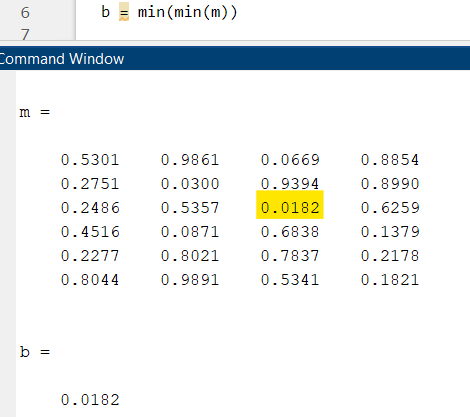 6 b = min(min(m))
7
Command Window
m =
0.5301 0.9861 0.0669 0.8854
0.2751 0.0300 0.9394 0.8990
0.2486 0.5357 0.0182 0.6259
0.4516 0.0871 0.6838 0.1379
0.2277 0.8021 0.7837 0.2178
0.8044 0.9891 0.5341 0.1821
b =
0.0182